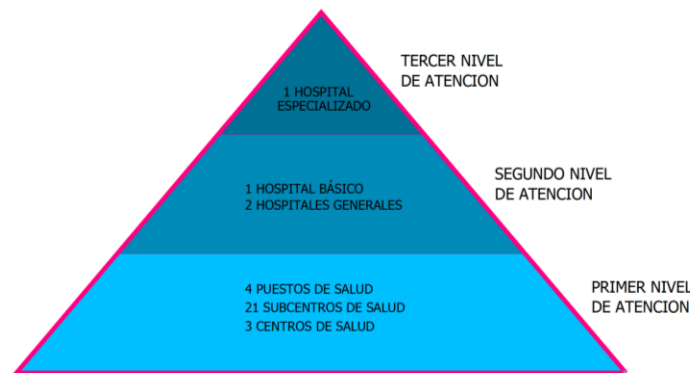 TERCER NIVEL
DE ATENCION
1 HOSPITAL
ESPECIALIZADO
SEGUNDO NIVEL
DE ATENCION
1 HOSPITAL BÁSICO
2 HOSPITALES GENERALES
PRIMER NIVEL
DE ATENCION
4 PUESTOS DE SALUD
21 SUBCENTROS DE SALUD
3 CENTROS DE SALUD